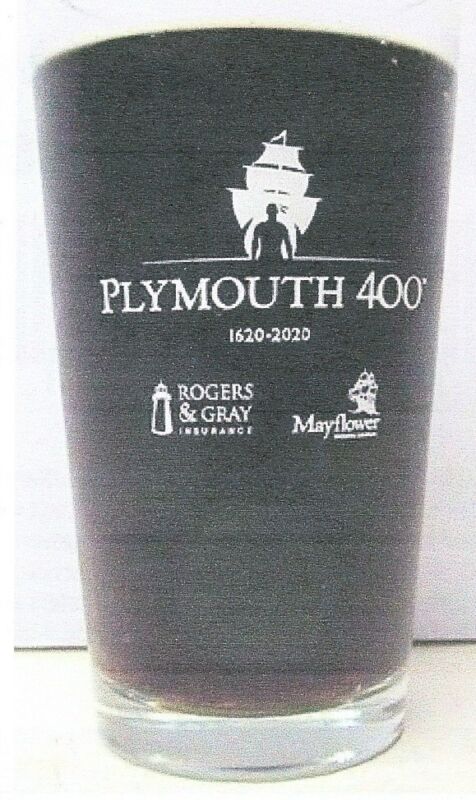 PLYMOUTH 400®
1620-2020
ROGERS
& GRAY
INSURANCE
Mayflower